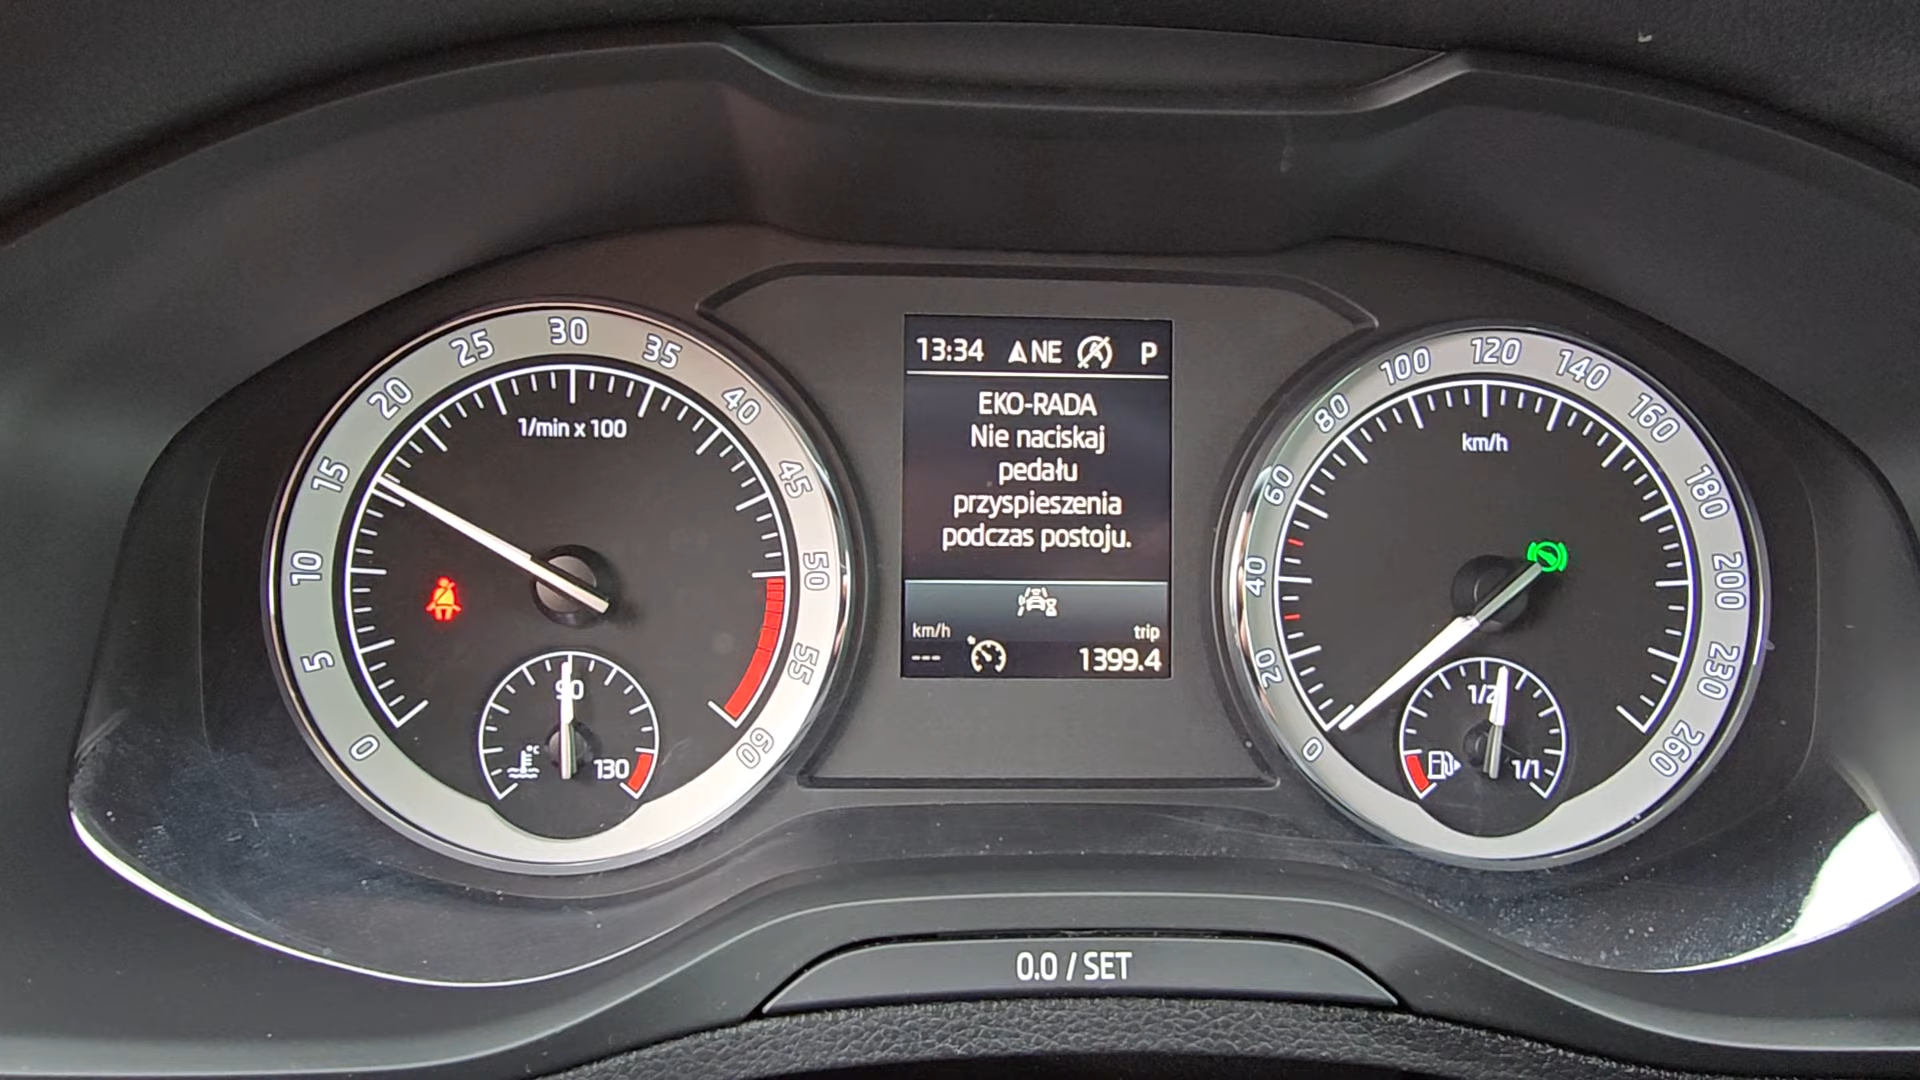 0 5 10 15 20 25 30 35 40 45 50 55 60
1/min x 100
90
°C
130
13:34 NE P
EKO-RADA
Nie naciskaj
pedału
przyspieszenia
podczas postoju.
km/h trip
--- 1399.4
0 20 40 60 80 100 120 140 160 180 200 230 260
km/h
1/2
1/1
0.0 / SET